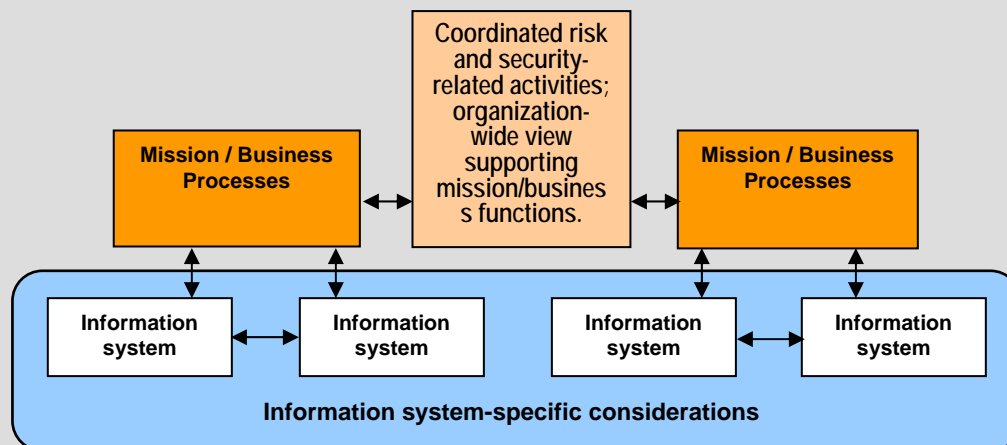 Coordinated risk
and security-
related activities;
organization-
wide view
supporting
mission/busines
s functions.
Mission / Business
Processes
Mission / Business
Processes
Information
system
Information
system
Information
system
Information
system
Information system-specific considerations